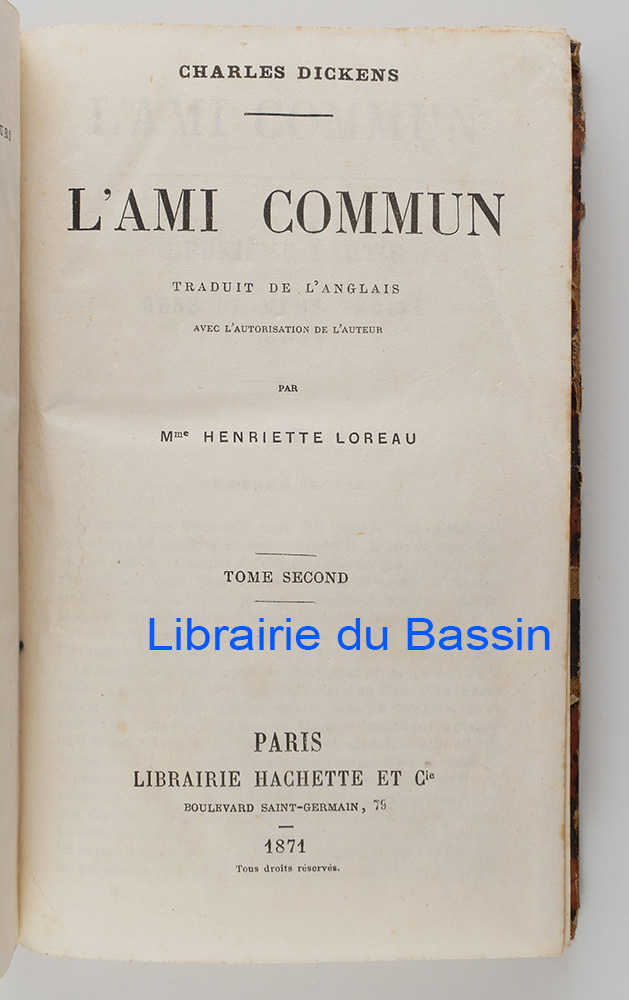 CHARLES DICKENS
L'AMI COMMUN
TRADUIT DE L'ANGLAIS
AVEC L'AUTORISATION DE L'AUTEUR
PAR
Mme HENRIETTE LOREAU
TOME SECOND
Librairie du Bassin
PARIS
LIBRAIRIE HACHETTE ET Cie
BOULEVARD SAINT-GERMAIN, 79
1871
Tous droits réservés.